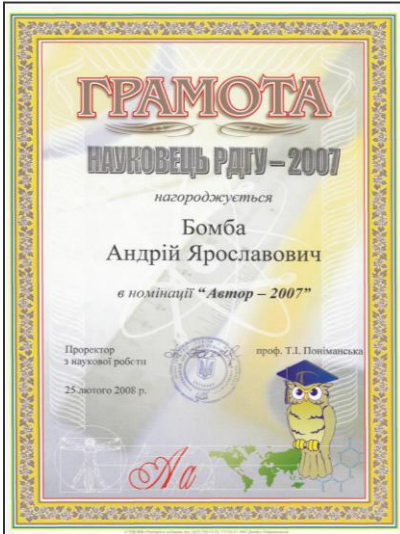 ГРАМОТА
НАУКОВЕЦЬ РДГУ – 2007
нагороджується
Бомба
Андрій Ярославович
в номінації “Автор – 2007”
Проректор
з наукової роботи
проф. Т.І. Поніманська
25 лютого 2008 р.
Аа